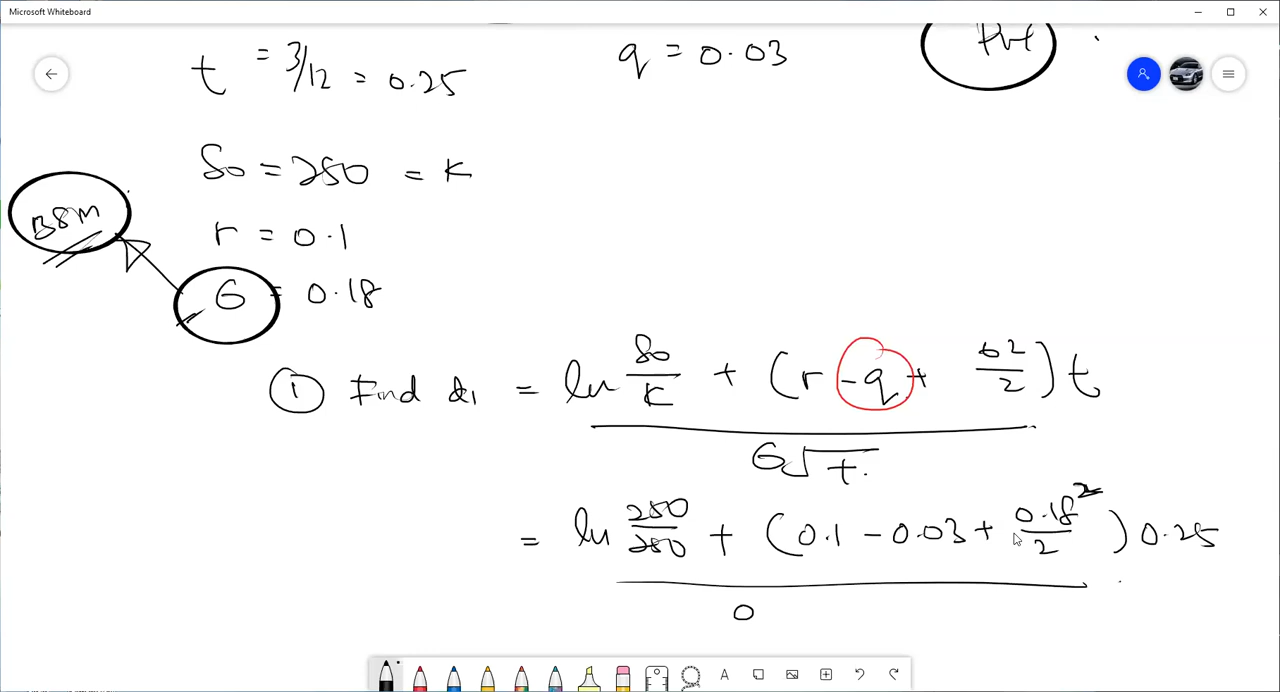 Microsoft Whiteboard
Put
t = 3/12 = 0.25
q = 0.03
S0 = 250 = K
BSM
r = 0.1
σ = 0.18
① Find d1 = ln S0/K + (r - q + σ2/2) t
σ√t
= ln 250/250 + (0.1 - 0.03 + 0.18²/2) 0.25
0
A